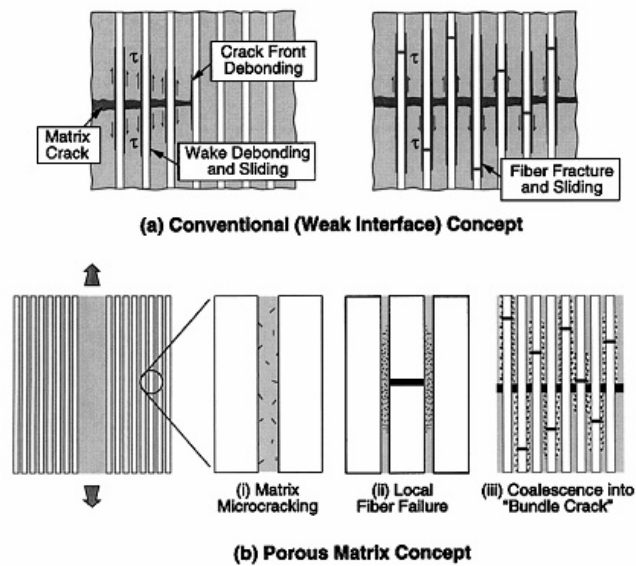 τ
τ
Crack Front
Debonding
Matrix
Crack
τ
Wake Debonding
and Sliding
τ
Fiber Fracture
and Sliding
(a) Conventional (Weak Interface) Concept
(i) Matrix
Microcracking
(ii) Local
Fiber Failure
(iii) Coalescence into
"Bundle Crack"
(b) Porous Matrix Concept